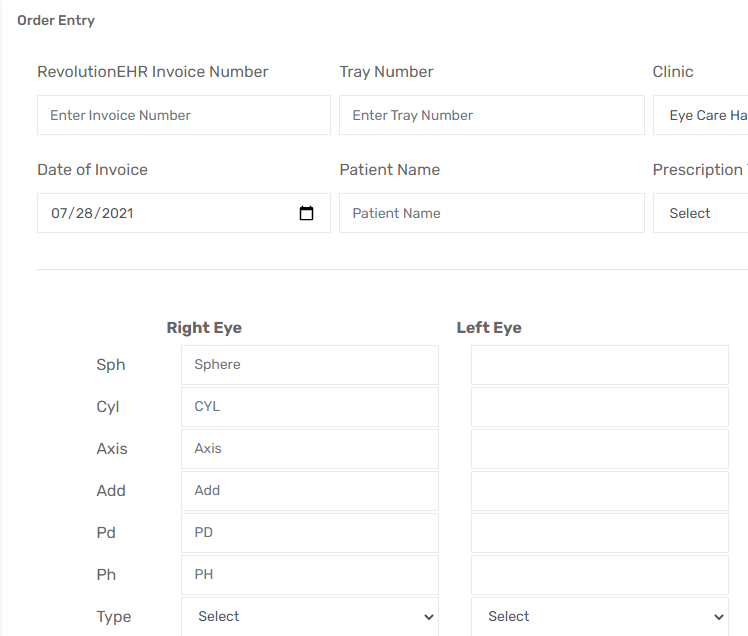 Order Entry
RevolutionEHR Invoice Number Tray Number Clinic
Enter Invoice Number Enter Tray Number Eye Care Ha
Date of Invoice Patient Name Prescription
07/28/2021 Patient Name Select
Right Eye Left Eye
Sph Sphere
Cyl CYL
Axis Axis
Add Add
Pd PD
Ph PH
Type Select Select